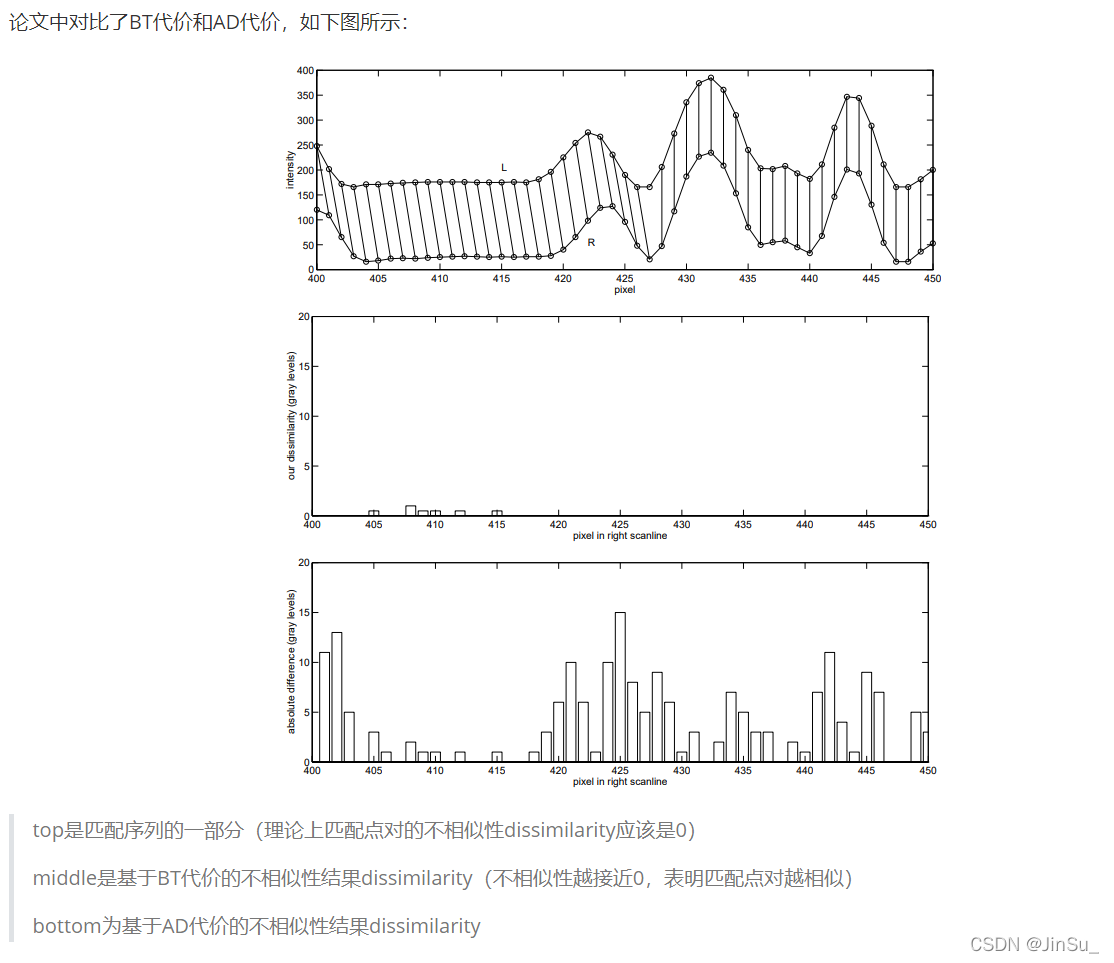 论文中对比了BT代价和AD代价，如下图所示：
400
350
300
250
200
150
100
50
0
intensity
L
R
400 405 410 415 420 425 430 435 440 445 450
pixel
20
15
10
5
0
our dissimilarity (gray levels)
400 405 410 415 420 425 430 435 440 445 450
pixel in right scanline
20
15
10
5
0
absolute difference (gray levels)
400 405 410 415 420 425 430 435 440 445 450
pixel in right scanline
top是匹配序列的一部分（理论上匹配点对的不相似性dissimilarity应该是0）
middle是基于BT代价的不相似性结果dissimilarity（不相似性越接近0，表明匹配点对越相似）
bottom为基于AD代价的不相似性结果dissimilarity
CSDN @JinSu_